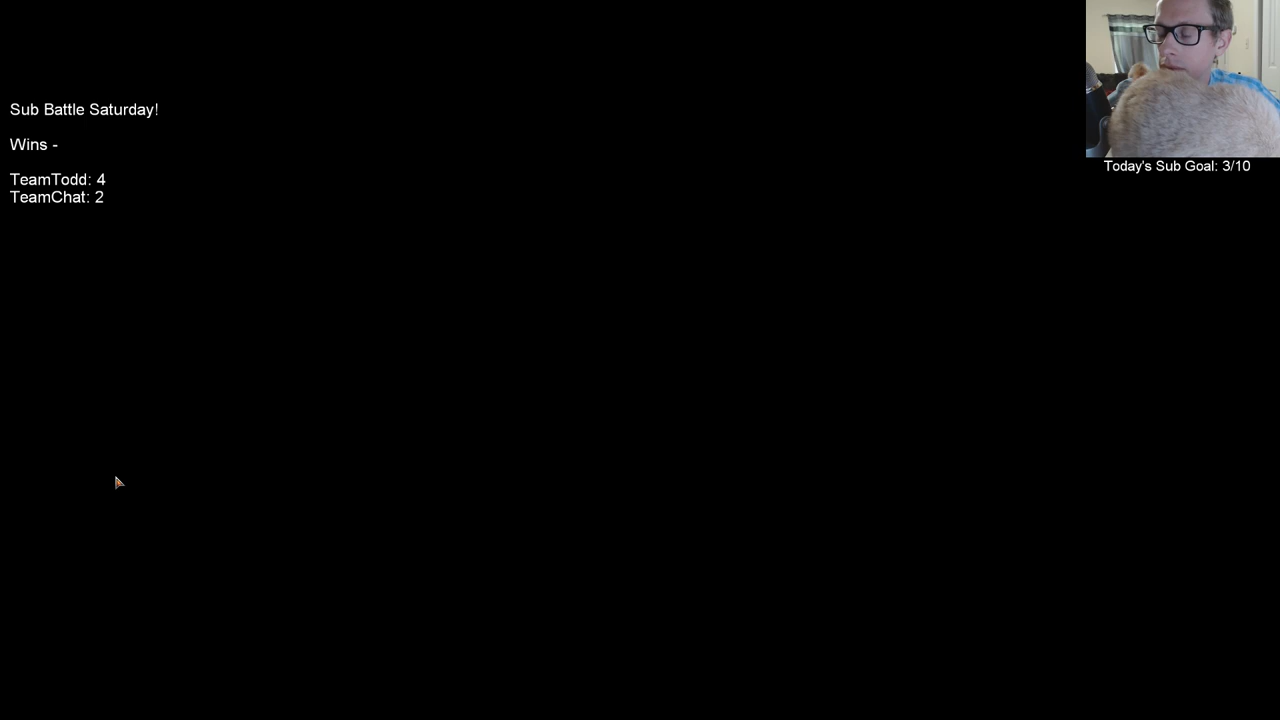 Sub Battle Saturday!
Wins -
TeamTodd: 4
TeamChat: 2
Today's Sub Goal: 3/10